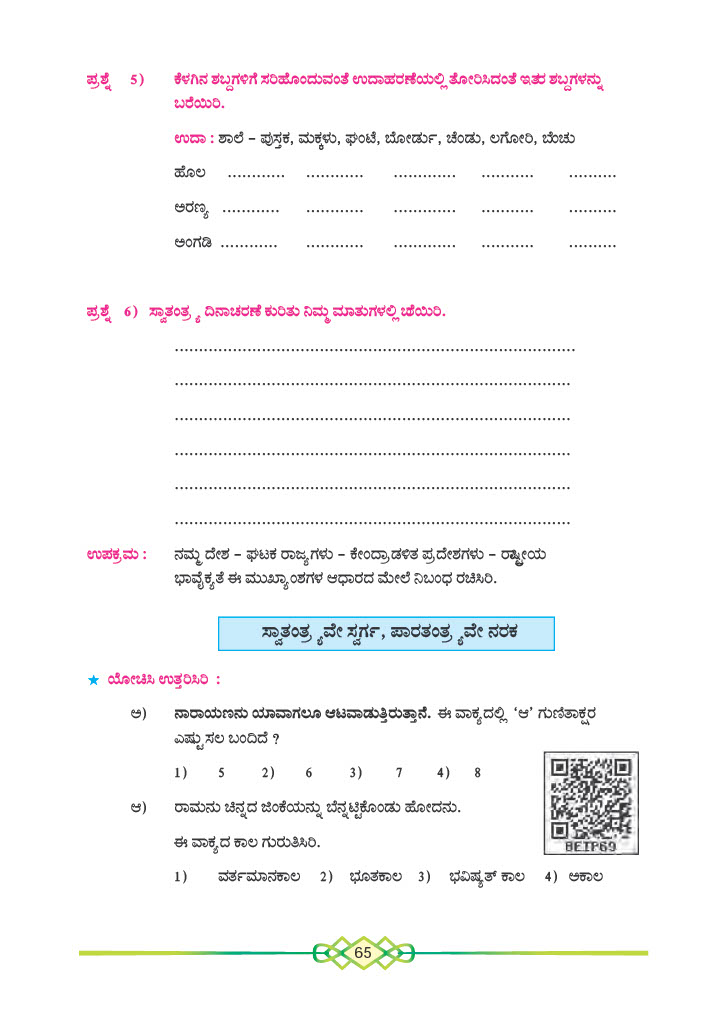 ಪ್ರಶ್ನೆ 5) ಕೆಳಗಿನ ಶಬ್ದಗಳಿಗೆ ಸರಿಹೊಂದುವಂತೆ ಉದಾಹರಣೆಯಲ್ಲಿ ತೋರಿಸಿದಂತೆ ಇತರ ಶಬ್ದಗಳನ್ನು
ಬರೆಯಿರಿ.
ಉದಾ : ಶಾಲೆ – ಪುಸ್ತಕ, ಮಕ್ಕಳು, ಘಂಟೆ, ಬೋರ್ಡು, ಚೆಂಡು, ಲಗೋರಿ, ಬೆಂಚು
ಹೊಲ ............ ............ ............. ........... ..........
ಅರಣ್ಯ ............ ............ ............. ........... ..........
ಅಂಗಡಿ ............ ............ ............. ........... ..........
ಪ್ರಶ್ನೆ 6) ಸ್ವಾತಂತ್ರ್ಯ ದಿನಾಚರಣೆ ಕುರಿತು ನಿಮ್ಮ ಮಾತುಗಳಲ್ಲಿ ಬರೆಯಿರಿ.
....................................................................................
...................................................................................
...................................................................................
...................................................................................
...................................................................................
...................................................................................
ಉಪಕ್ರಮ : ನಮ್ಮ ದೇಶ – ಘಟಕ ರಾಜ್ಯಗಳು – ಕೇಂದ್ರಾಡಳಿತ ಪ್ರದೇಶಗಳು – ರಾಷ್ಟ್ರೀಯ
ಭಾವೈಕ್ಯತೆ ಈ ಮುಖ್ಯಾಂಶಗಳ ಆಧಾರದ ಮೇಲೆ ನಿಬಂಧ ರಚಿಸಿರಿ.
ಸ್ವಾತಂತ್ರ್ಯವೇ ಸ್ವರ್ಗ, ಪಾರತಂತ್ರ್ಯವೇ ನರಕ
★ ಯೋಚಿಸಿ ಉತ್ತರಿಸಿರಿ :
ಅ) ನಾರಾಯಣನು ಯಾವಾಗಲೂ ಆಟವಾಡುತ್ತಿರುತ್ತಾನೆ. ಈ ವಾಕ್ಯದಲ್ಲಿ 'ಆ' ಗುಣಿತಾಕ್ಷರ
ಎಷ್ಟು ಸಲ ಬಂದಿದೆ ?
1) 5 2) 6 3) 7 4) 8
ಆ) ರಾಮನು ಚಿನ್ನದ ಜಿಂಕೆಯನ್ನು ಬೆನ್ನಟ್ಟಿಕೊಂಡು ಹೋದನು.
ಈ ವಾಕ್ಯದ ಕಾಲ ಗುರುತಿಸಿರಿ.
BEIP69
1) ವರ್ತಮಾನಕಾಲ 2) ಭೂತಕಾಲ 3) ಭವಿಷ್ಯತ್ ಕಾಲ 4) ಅಕಾಲ
65